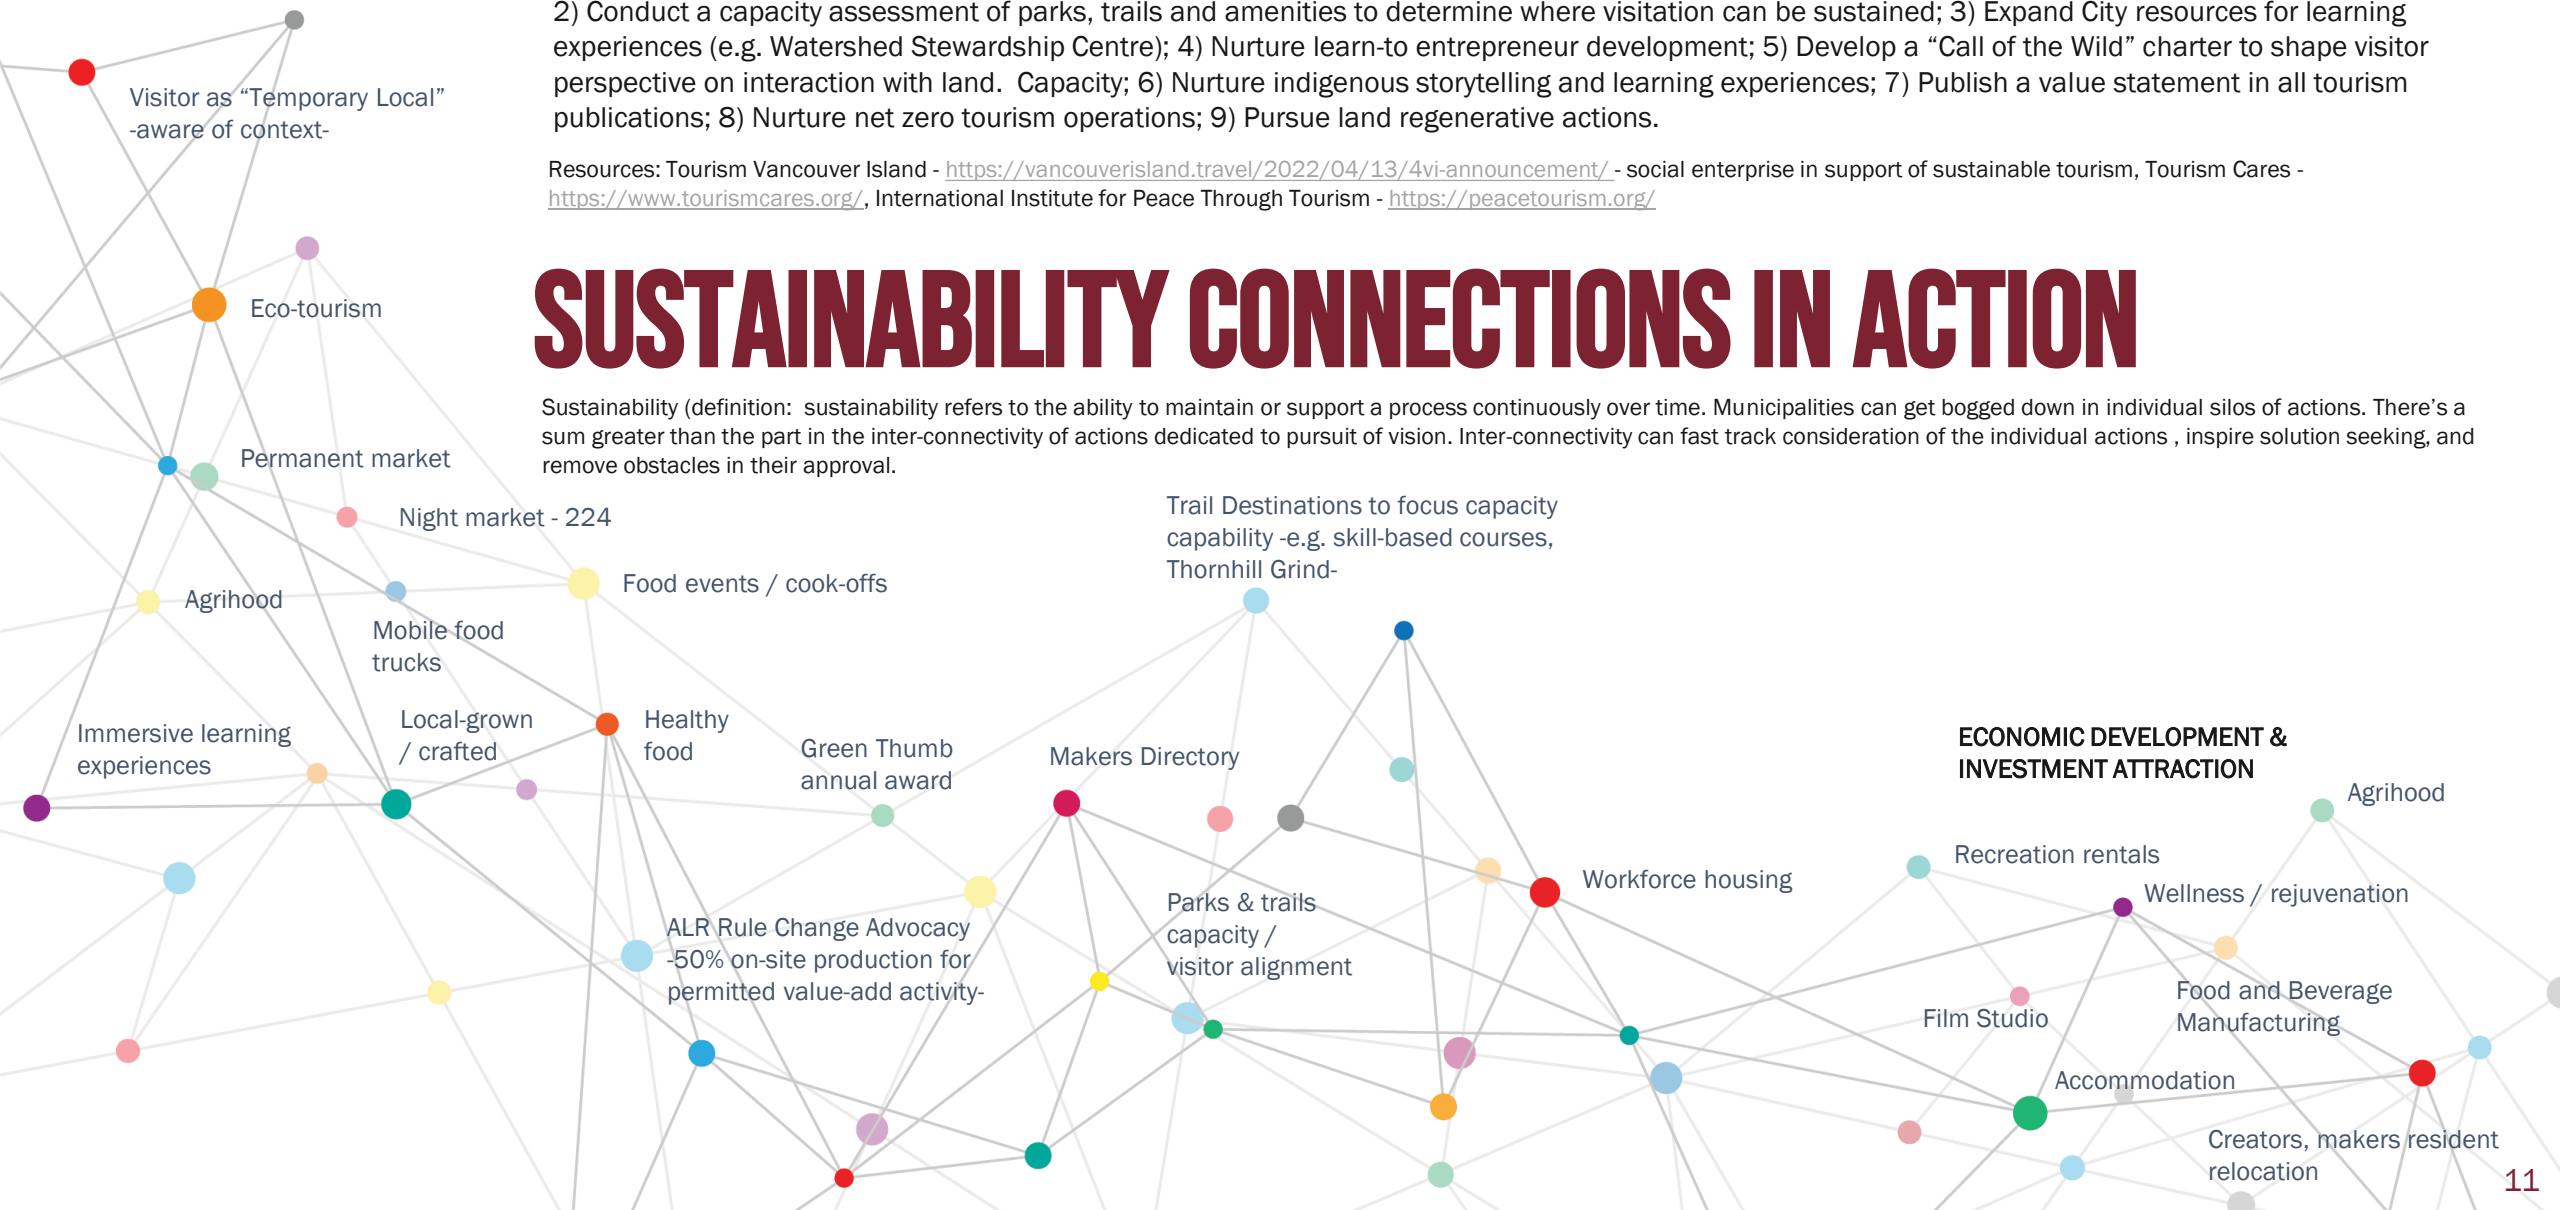 2) Conduct a capacity assessment of parks, trails and amenities to determine where visitation can be sustained; 3) Expand City resources for learning
experiences (e.g. Watershed Stewardship Centre); 4) Nurture learn-to entrepreneur development; 5) Develop a “Call of the Wild” charter to shape visitor
perspective on interaction with land.  Capacity; 6) Nurture indigenous storytelling and learning experiences; 7) Publish a value statement in all tourism
publications; 8) Nurture net zero tourism operations; 9) Pursue land regenerative actions.
Resources: Tourism Vancouver Island - https://vancouverisland.travel/2022/04/13/4vi-announcement/ - social enterprise in support of sustainable tourism, Tourism Cares -
https://www.tourismcares.org/, International Institute for Peace Through Tourism - https://peacetourism.org/
SUSTAINABILITY CONNECTIONS IN ACTION
Sustainability (definition:  sustainability refers to the ability to maintain or support a process continuously over time. Municipalities can get bogged down in individual silos of actions. There’s a
sum greater than the part in the inter-connectivity of actions dedicated to pursuit of vision. Inter-connectivity can fast track consideration of the individual actions , inspire solution seeking, and
remove obstacles in their approval.
Visitor as “Temporary Local”
-aware of context-
Eco-tourism
Permanent market
Night market - 224
Food events / cook-offs
Agrihood
Mobile food
trucks
Immersive learning
experiences
Local-grown
/ crafted
Healthy
food
Green Thumb
annual award
ALR Rule Change Advocacy
-50% on-site production for
permitted value-add activity-
Makers Directory
Trail Destinations to focus capacity
capability -e.g. skill-based courses,
Thornhill Grind-
Parks & trails
capacity /
visitor alignment
Workforce housing
ECONOMIC DEVELOPMENT &
INVESTMENT ATTRACTION
Agrihood
Recreation rentals
Wellness / rejuvenation
Film Studio
Food and Beverage
Manufacturing
Accommodation
Creators, makers resident
relocation
11